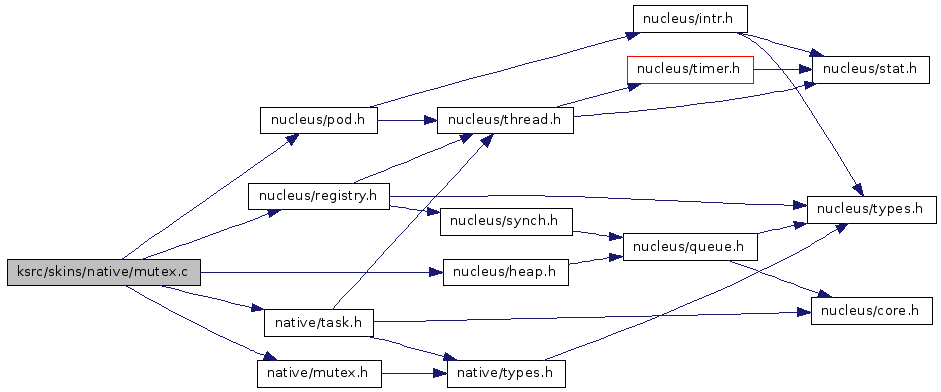 nucleus/intr.h
nucleus/timer.h
nucleus/stat.h
nucleus/pod.h
nucleus/thread.h
nucleus/registry.h
nucleus/types.h
nucleus/synch.h
nucleus/queue.h
ksrc/skins/native/mutex.c
nucleus/heap.h
nucleus/core.h
native/task.h
native/mutex.h
native/types.h